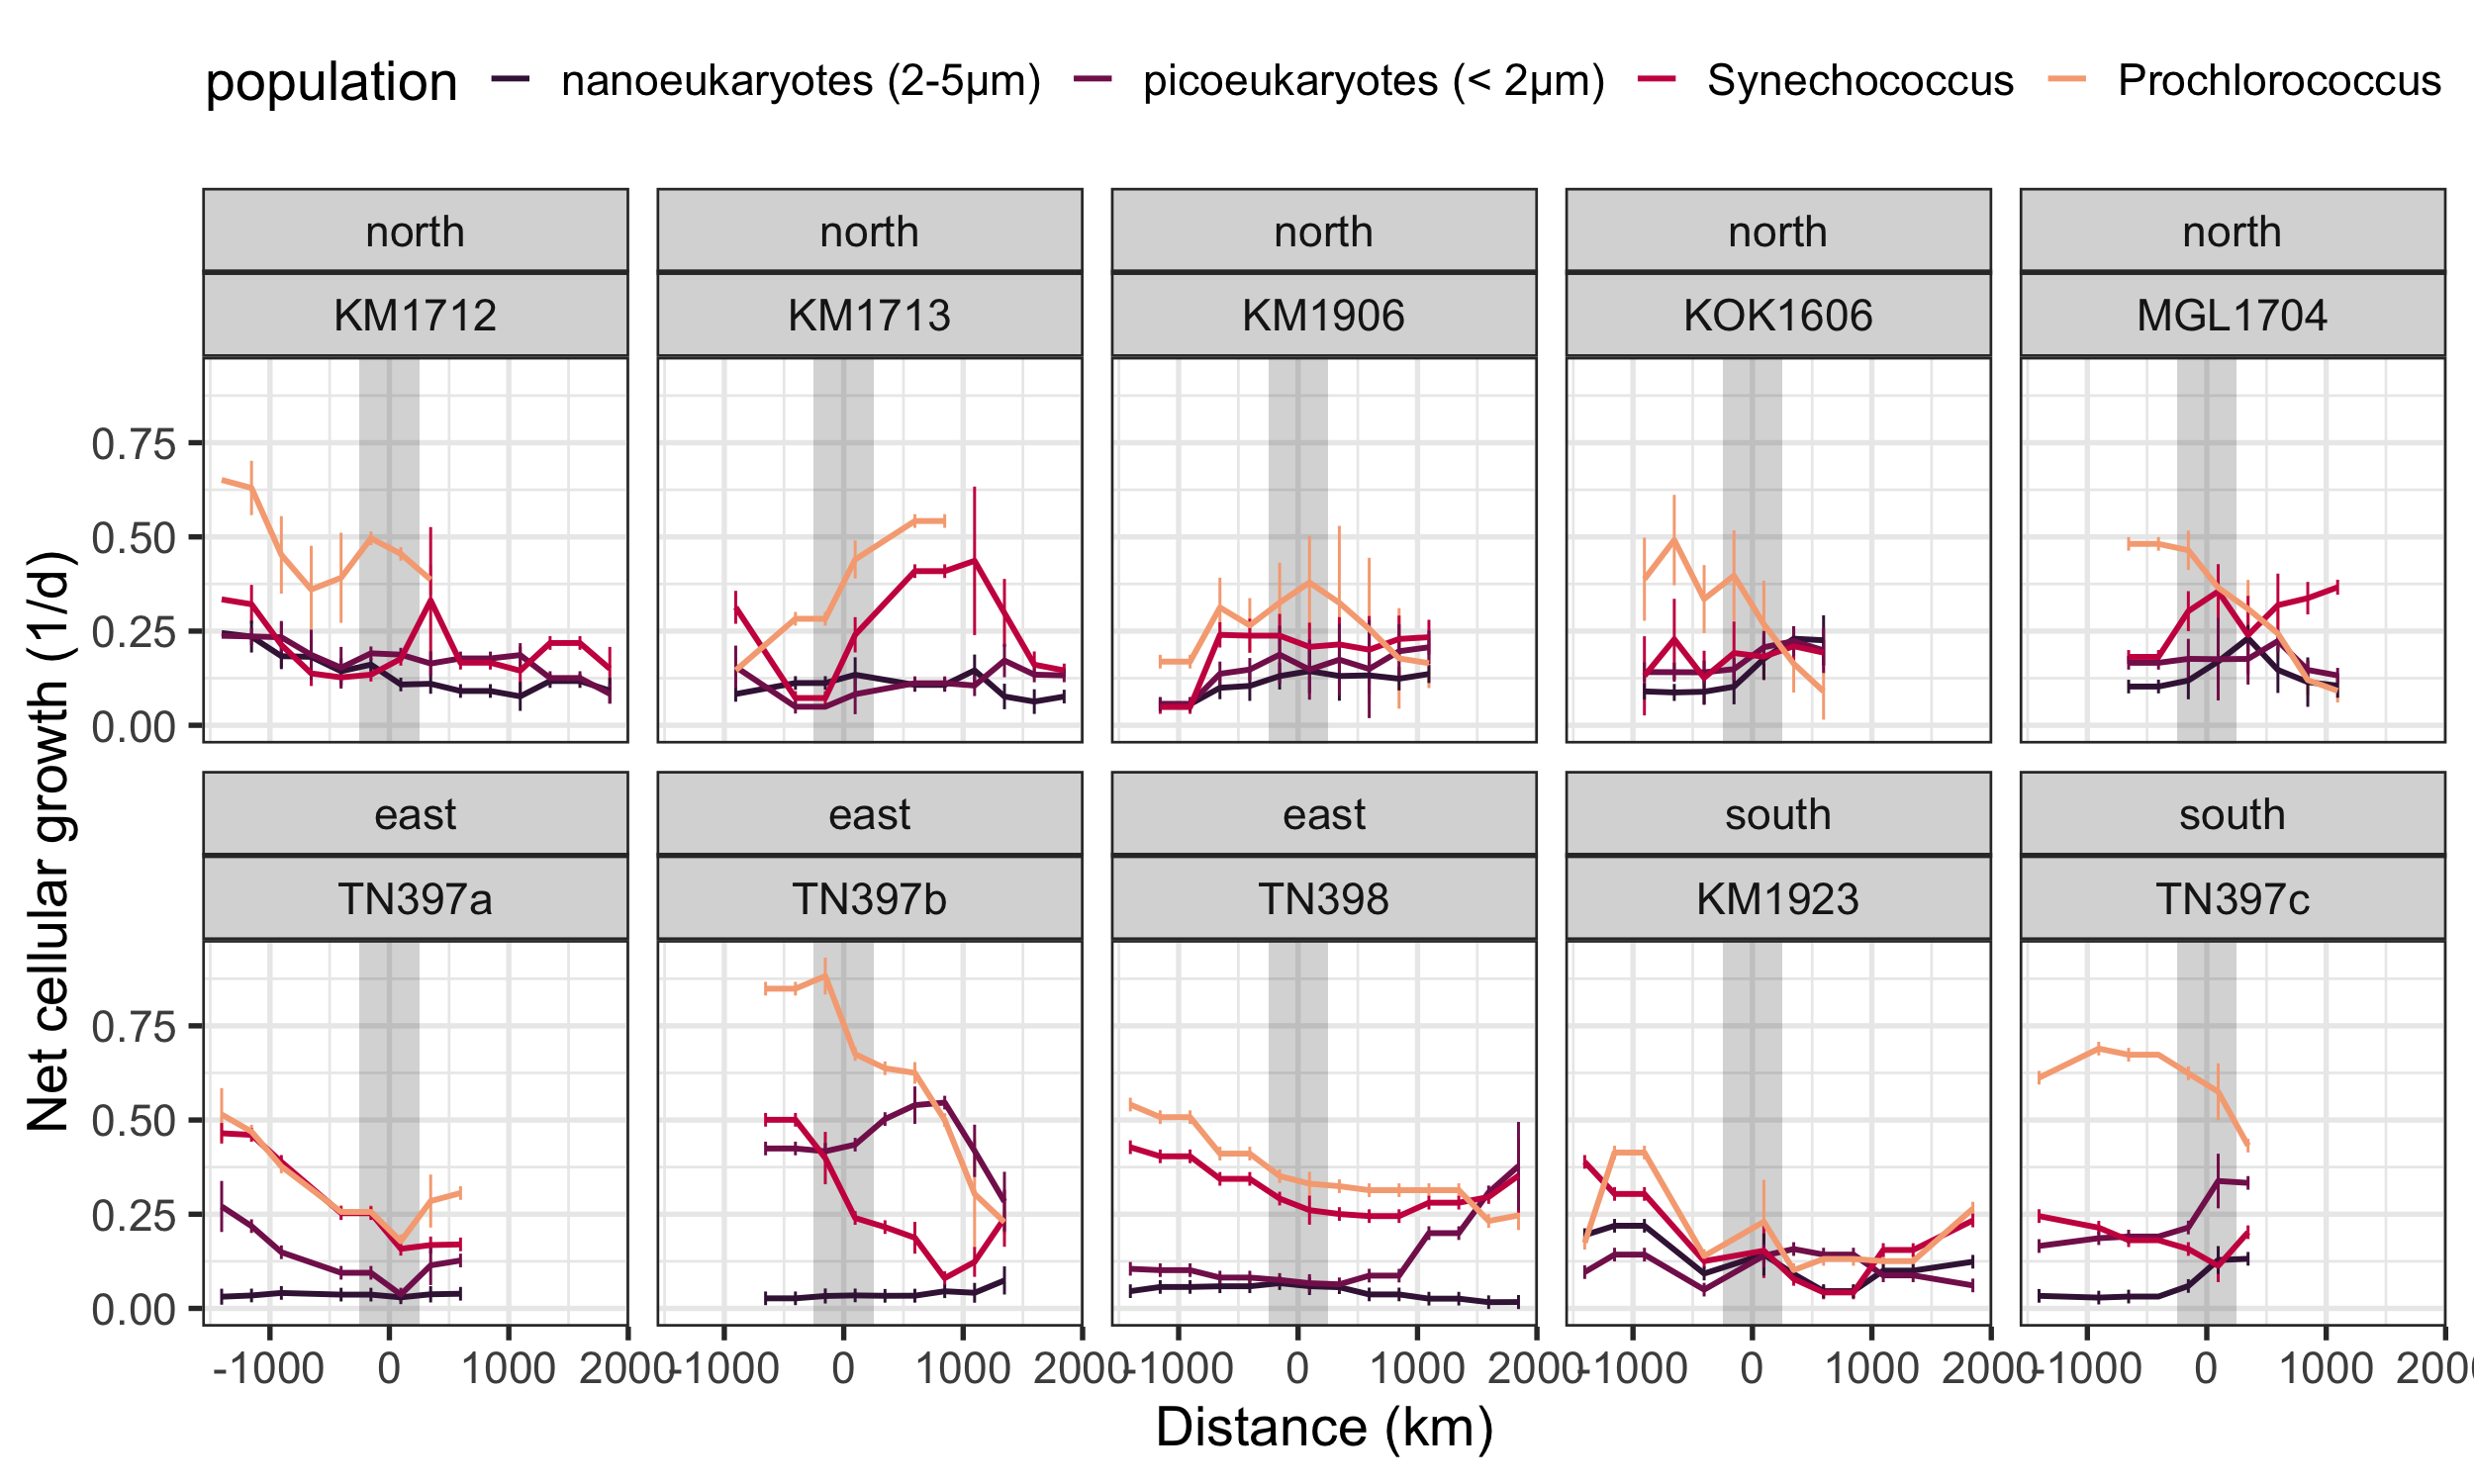 population nanoeukaryotes (2-5µm) picoeukaryotes (< 2µm) Synechococcus Prochlorococcus
north north north north north
KM1712 KM1713 KM1906 KOK1606 MGL1704
0.75
0.50
0.25
0.00
east east east south south
TN397a TN397b TN398 KM1923 TN397c
0.75
0.50
0.25
0.00
-1000 0 1000 2000 -1000 0 1000 2000 -1000 0 1000 2000 -1000 0 1000 2000 -1000 0 1000 2000
Distance (km)
Net cellular growth (1/d)